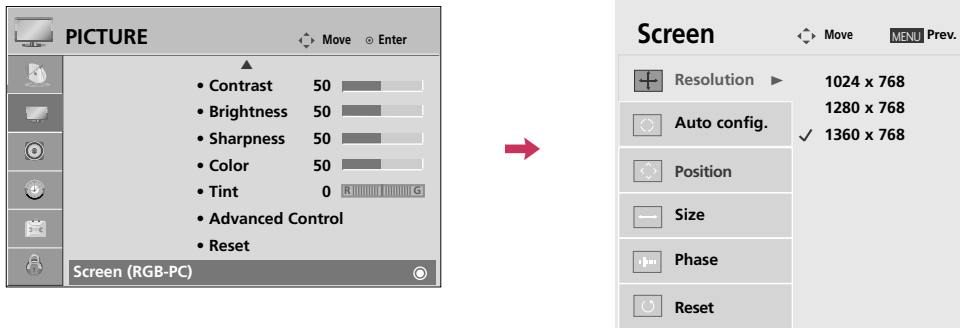 PICTURE
Move
Enter
• Contrast 50
• Brightness 50
• Sharpness 50
• Color 50
• Tint 0 R G
• Advanced Control
• Reset
Screen (RGB-PC)
Screen
Move
MENU Prev.
Resolution
1024 x 768
1280 x 768
✓ 1360 x 768
Auto config.
Position
Size
Phase
Reset